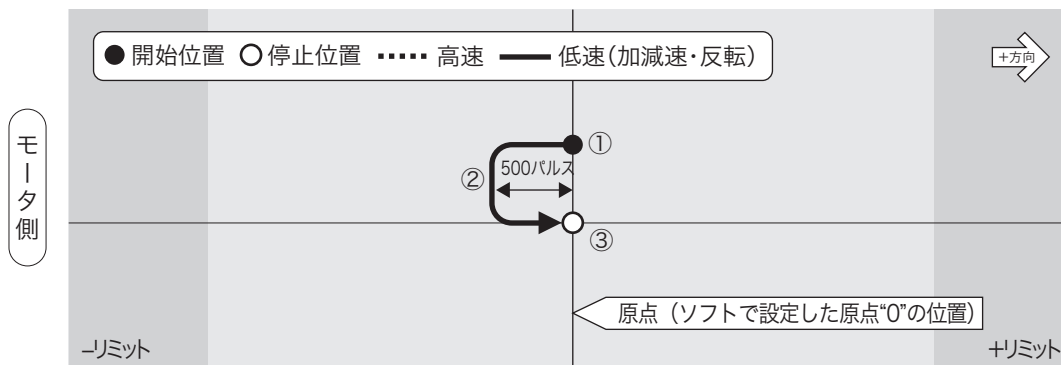 ●開始位置 ○停止位置 ····· 高速 — 低速(加減速・反転)
+方向
モータ側
①
500パルス
②
③
原点(ソフトで設定した原点“0”の位置)
–リミット
+リミット